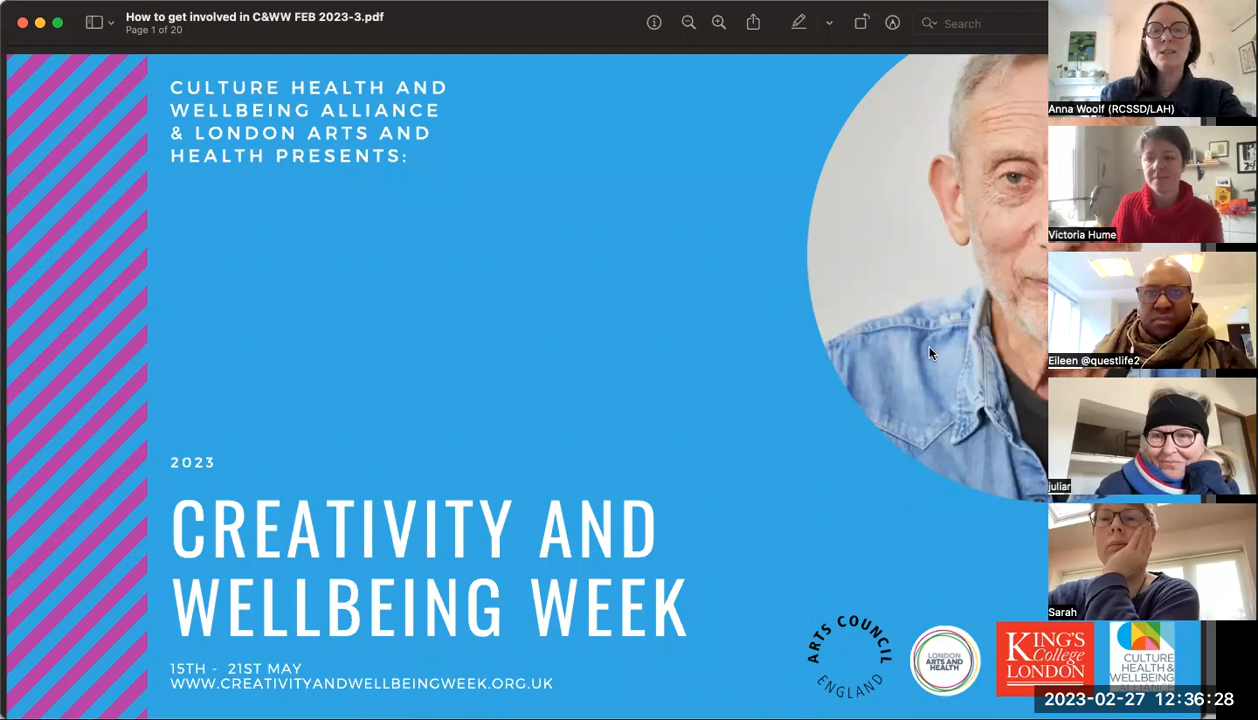 How to get involved in C&WW FEB 2023-3.pdf
Page 1 of 20
Search
CULTURE HEALTH AND
WELLBEING ALLIANCE
& LONDON ARTS AND
HEALTH PRESENTS:
2023
CREATIVITY AND
WELLBEING WEEK
15TH - 21ST MAY
WWW.CREATIVITYANDWELLBEINGWEEK.ORG.UK
ARTS COUNCIL
ENGLAND
LONDON
ARTS AND
HEALTH
KING'S
College
LONDON
CULTURE
HEALTH &
WELLBEING
ALLIANCE
Anna Woolf (RCSSD/LAH)
Victoria Hume
Eileen @questlife2
juliar
Sarah
2023-02-27 12:36:28